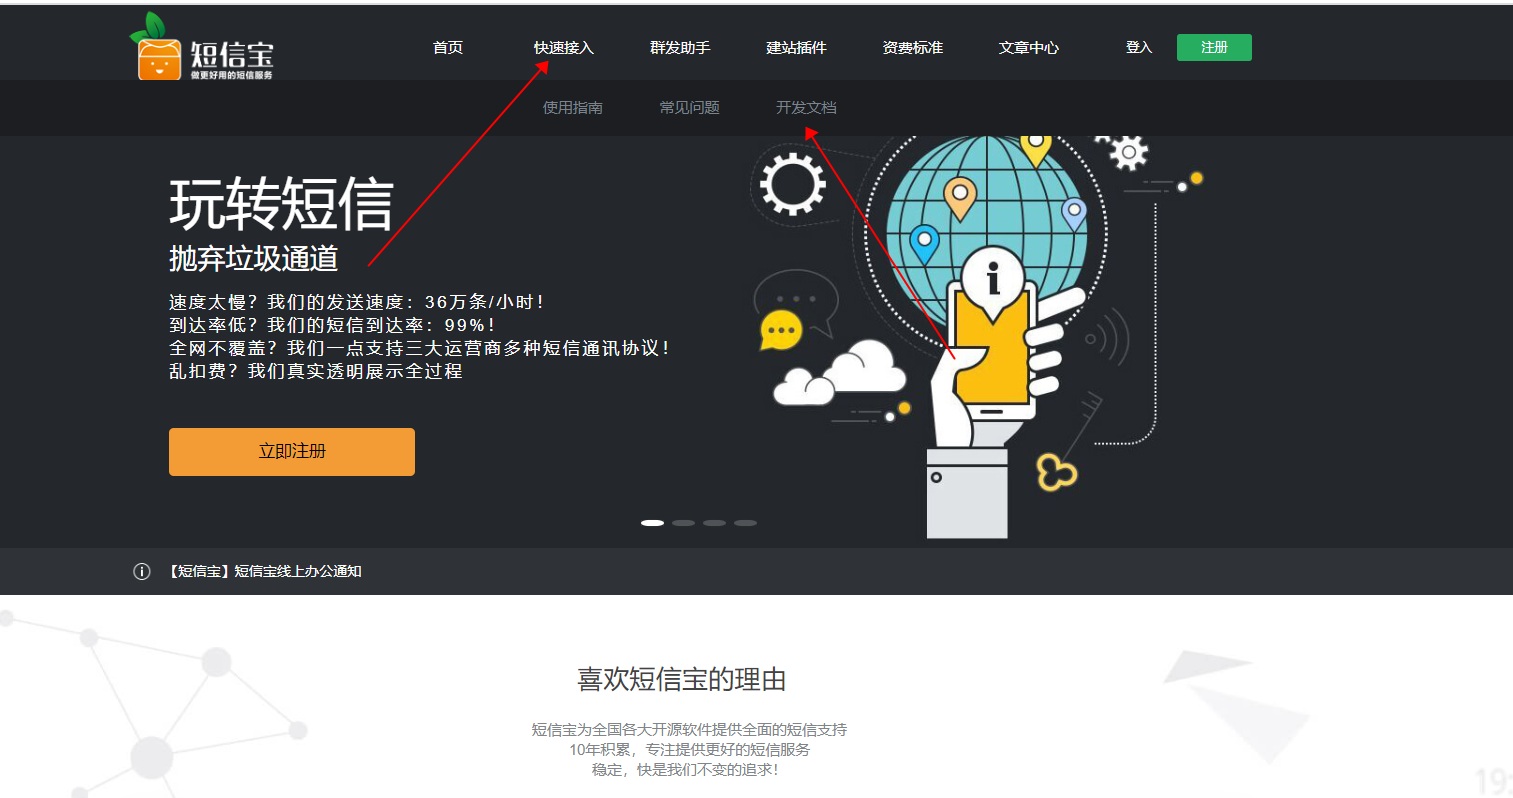 短信宝
做更好用的短信服务
首页 快速接入 群发助手 建站插件 资费标准 文章中心 登入 注册
使用指南 常见问题 开发文档
玩转短信
抛弃垃圾通道
速度太慢？我们的发送速度：36万条/小时！
到达率低？我们的短信到达率：99%！
全网不覆盖？我们一点支持三大运营商多种短信通讯协议！
乱扣费？我们真实透明展示全过程
立即注册
i
【短信宝】短信宝线上办公通知
喜欢短信宝的理由
短信宝为全国各大开源软件提供全面的短信支持
10年积累，专注提供更好的短信服务
稳定，快是我们不变的追求！
19: